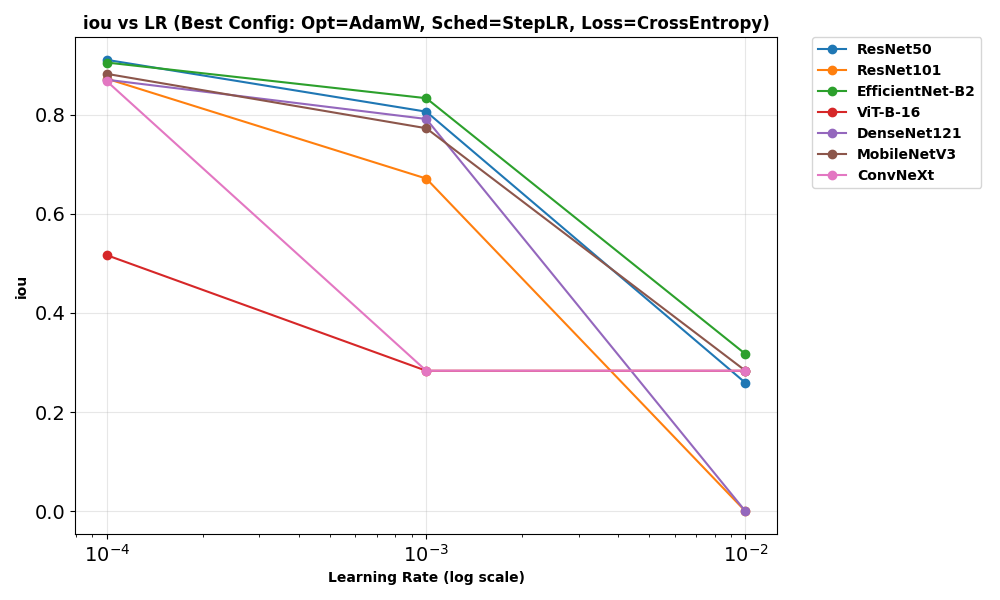 iou vs LR (Best Config: Opt=AdamW, Sched=StepLR, Loss=CrossEntropy)
ResNet50
ResNet101
EfficientNet-B2
ViT-B-16
DenseNet121
MobileNetV3
ConvNeXt
iou
0.8
0.6
0.4
0.2
0.0
10⁻⁴ 10⁻³ 10⁻²
Learning Rate (log scale)